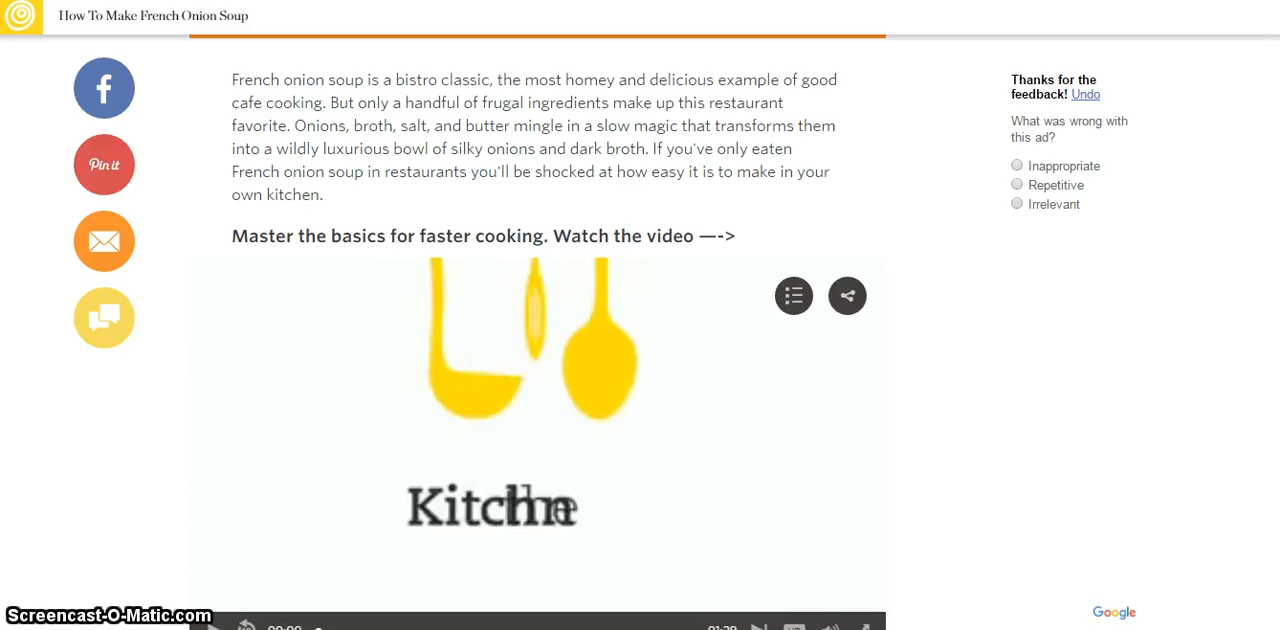 How To Make French Onion Soup
French onion soup is a bistro classic, the most homey and delicious example of good
cafe cooking. But only a handful of frugal ingredients make up this restaurant
favorite. Onions, broth, salt, and butter mingle in a slow magic that transforms them
into a wildly luxurious bowl of silky onions and dark broth. If you've only eaten
French onion soup in restaurants you'll be shocked at how easy it is to make in your
own kitchen.
Master the basics for faster cooking. Watch the video —->
Pin it
Thanks for the
feedback! Undo
What was wrong with
this ad?
Inappropriate
Repetitive
Irrelevant
00:00
01:29
Google
Screencast-O-Matic.com